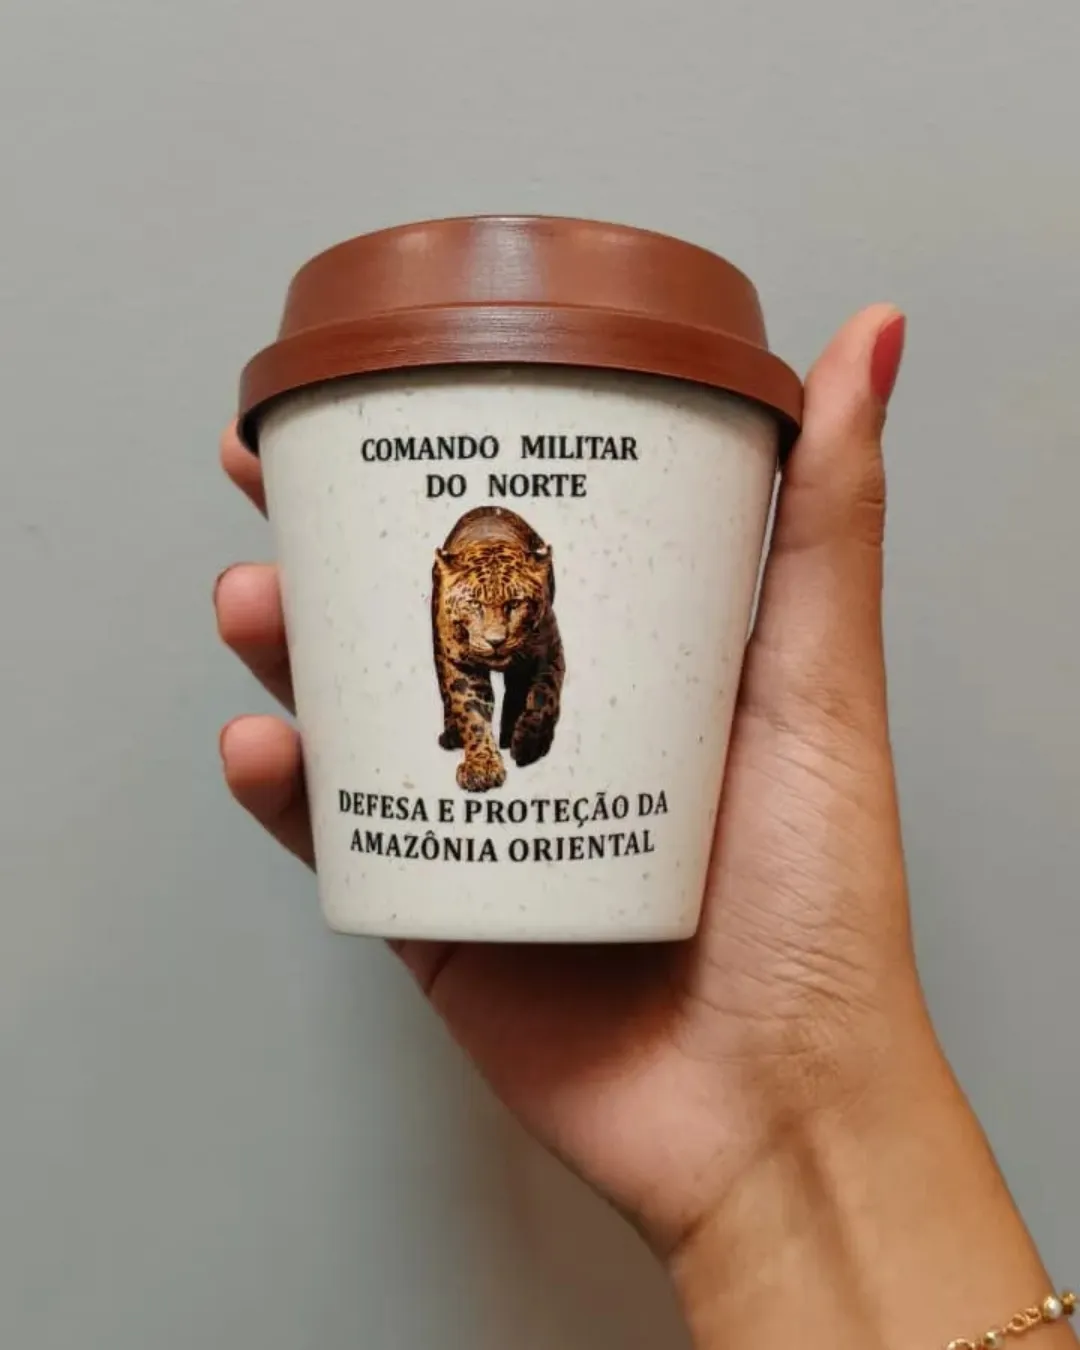 COMANDO MILITAR
DO NORTE
DEFESA E PROTEÇÃO DA
AMAZÔNIA ORIENTAL